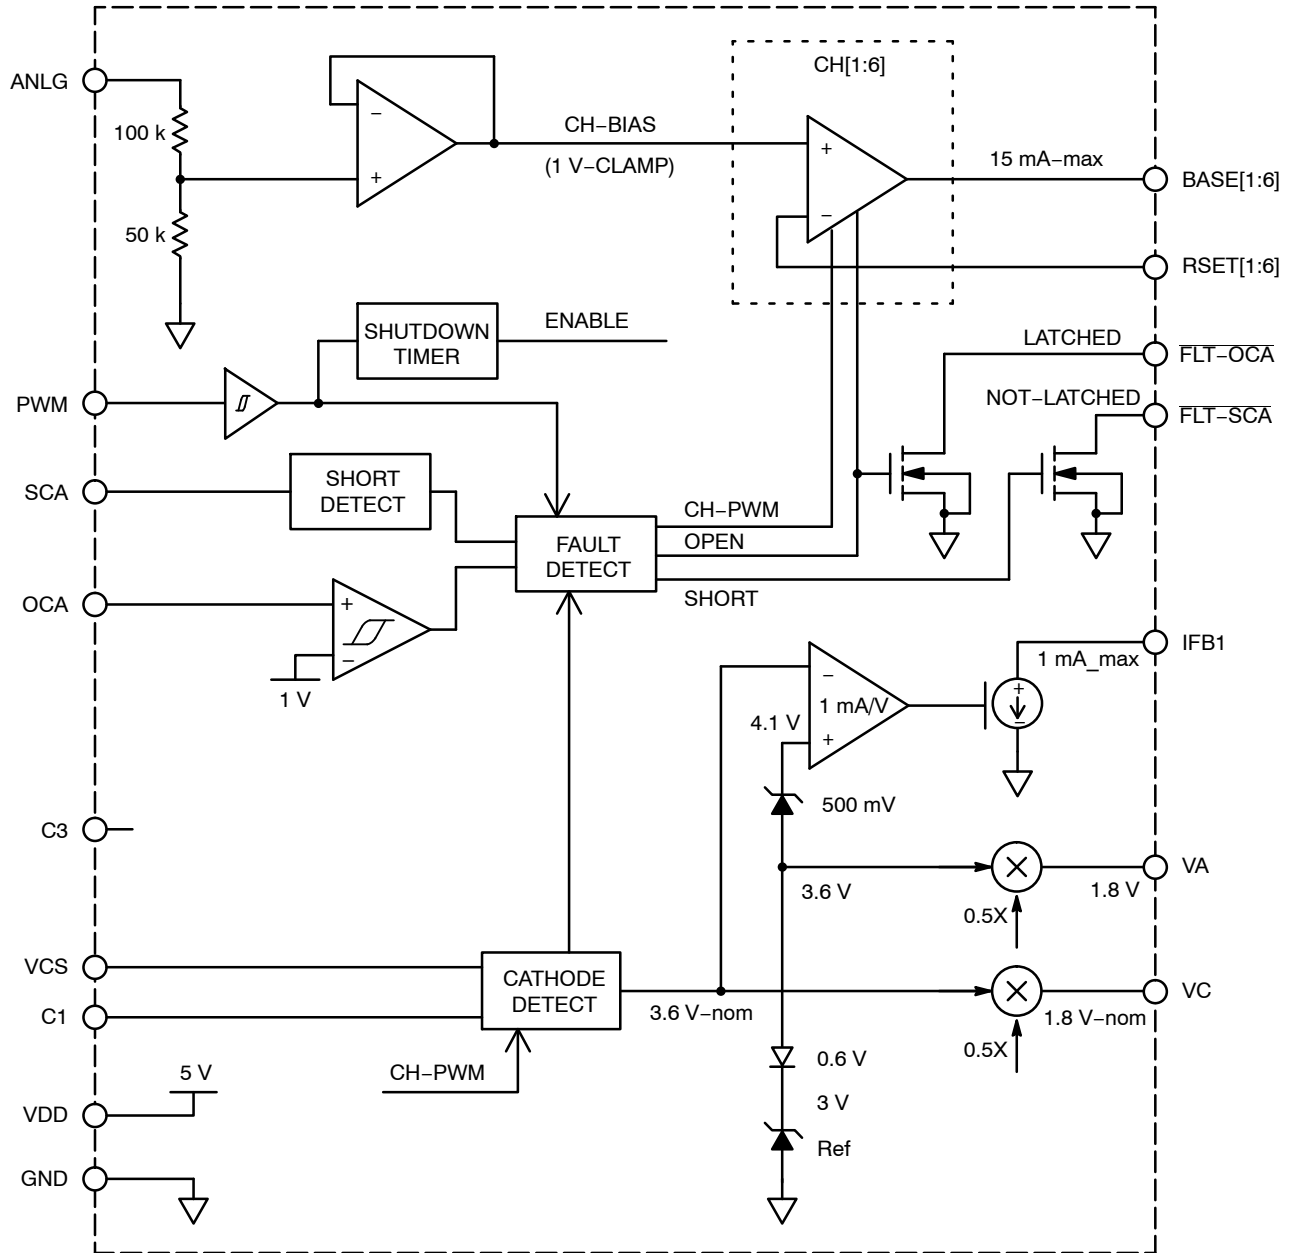 CH[1:6]
ANLG
100 k
−
+
CH−BIAS
(1 V−CLAMP)
+
−
15 mA−max
BASE[1:6]
50 k
RSET[1:6]
SHUTDOWN
TIMER
ENABLE
LATCHED
FLT−OCA
PWM
NOT−LATCHED
FLT−SCA
SCA
SHORT
DETECT
CH−PWM
OPEN
FAULT
DETECT
SHORT
OCA
+
−
1 V
IFB1
1 mA_max
−
1 mA/V
+
4.1 V
+
−
500 mV
C3
3.6 V
0.5X
1.8 V
VA
VCS
C1
CATHODE
DETECT
3.6 V−nom
0.5X
1.8 V−nom
VC
CH−PWM
0.6 V
3 V
Ref
5 V
VDD
GND